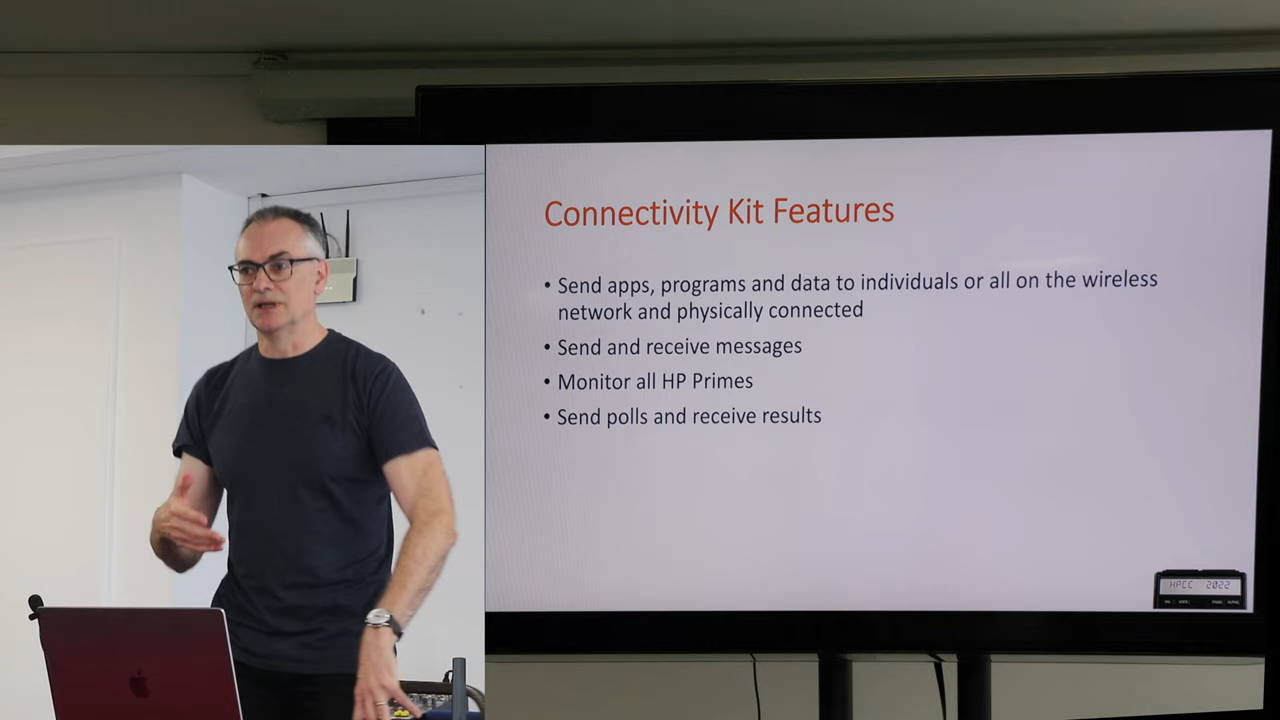 Connectivity Kit Features
• Send apps, programs and data to individuals or all on the wireless
network and physically connected
• Send and receive messages
• Monitor all HP Primes
• Send polls and receive results
HPCC 2022